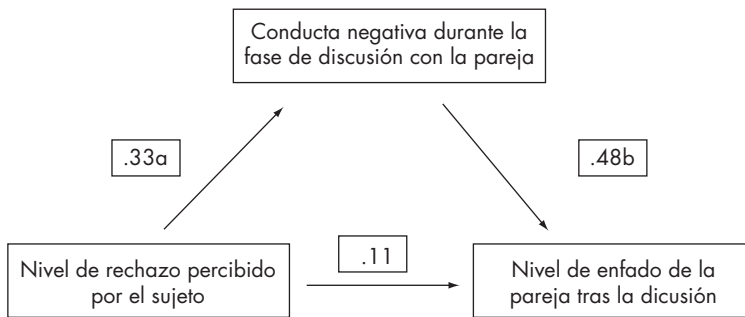 Conducta negativa durante la
fase de discusión con la pareja
.33a
.48b
.11
Nivel de rechazo percibido
por el sujeto
Nivel de enfado de la
pareja tras la dicusión